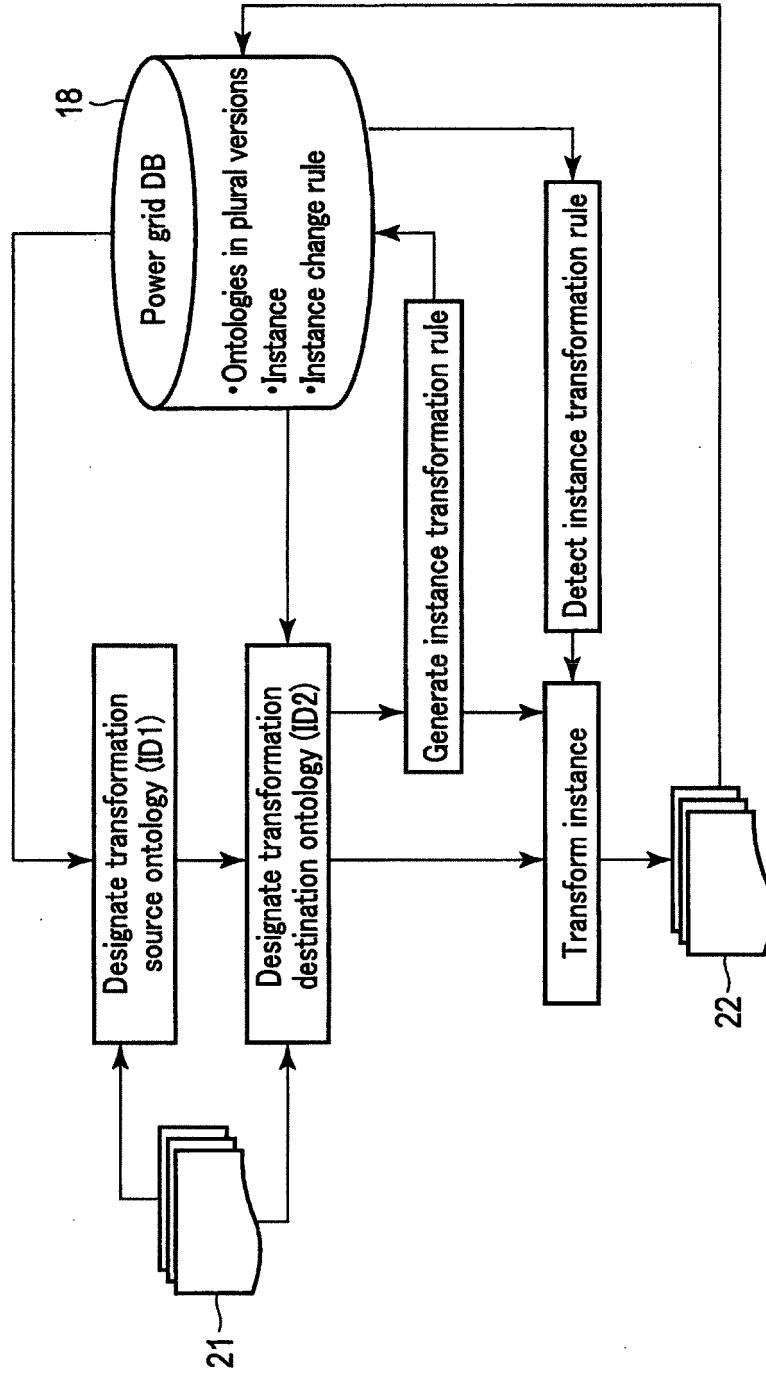 18
Power grid DB
•Ontologies in plural versions
•Instance
•Instance change rule
Designate transformation
source ontology (ID1)
21
Designate transformation
destination ontology (ID2)
Generate instance transformation rule
Transform instance
Detect instance transformation rule
22